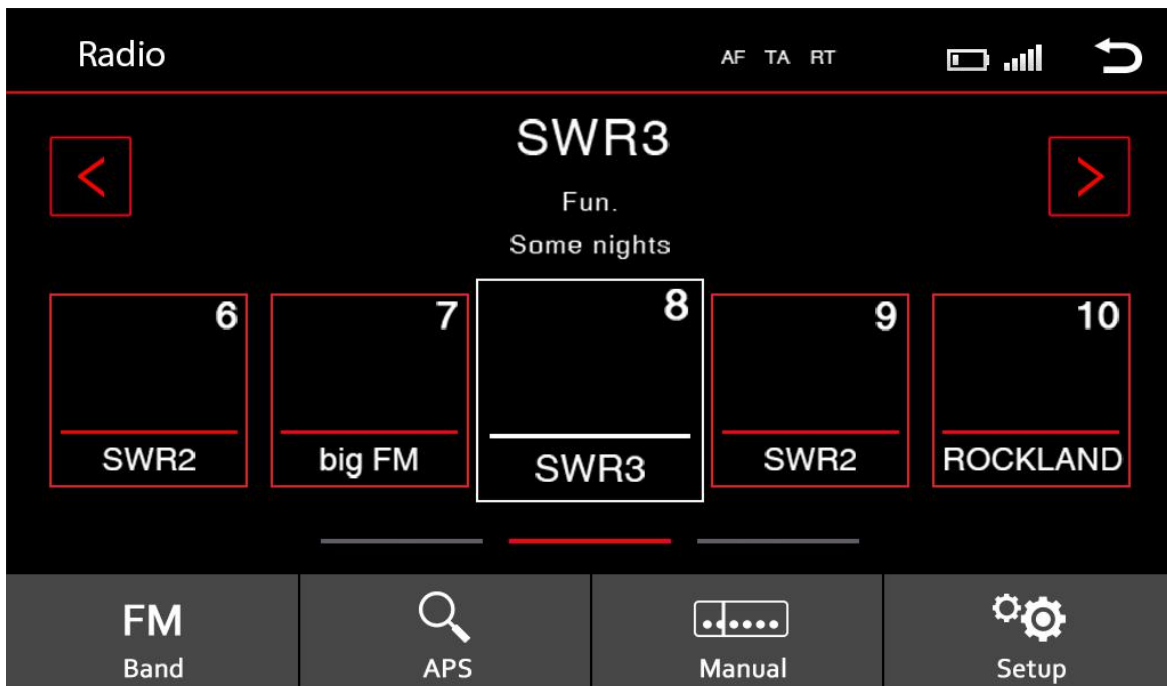 Radio AF TA RT
SWR3
Fun.
Some nights
6 7 8 9 10
SWR2 big FM SWR3 SWR2 ROCKLAND
FM
Band APS Manual Setup